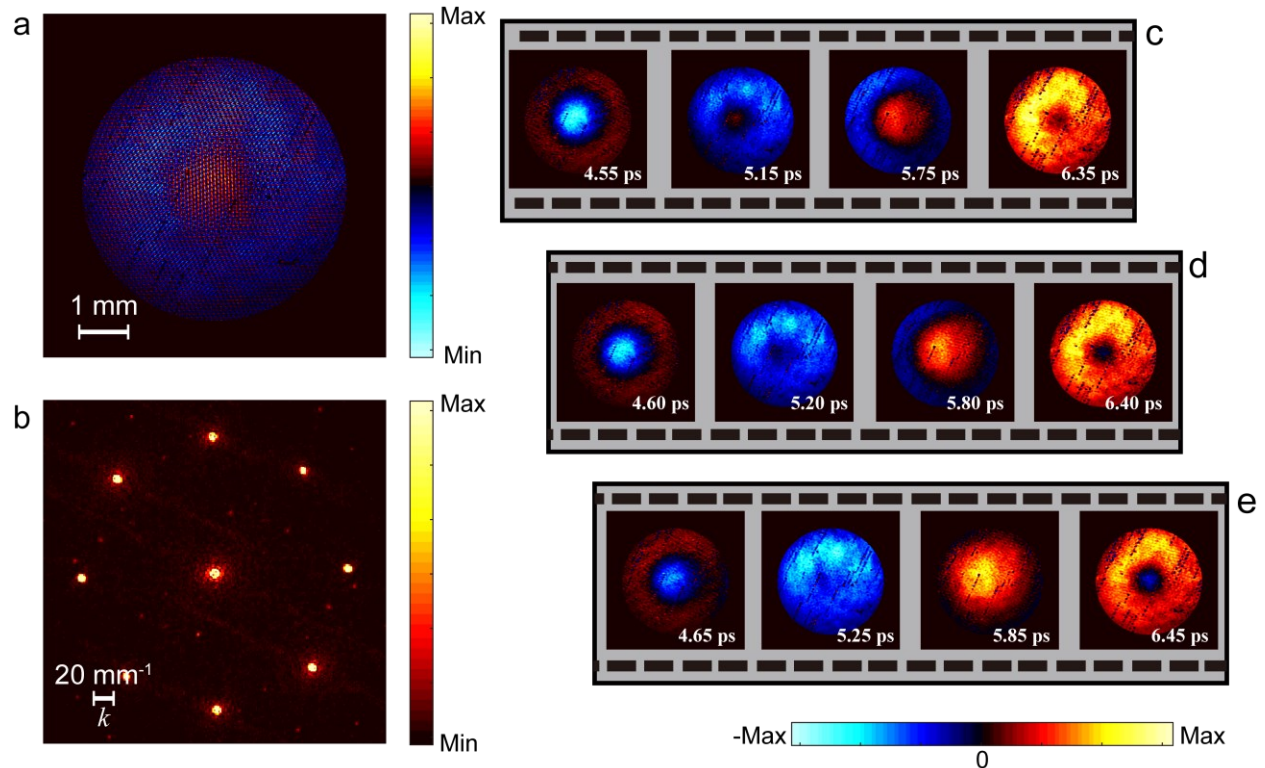 a
Max
1 mm
Min
b
Max
20 mm⁻¹
k
Min
c
4.55 ps
5.15 ps
5.75 ps
6.35 ps
d
4.60 ps
5.20 ps
5.80 ps
6.40 ps
e
4.65 ps
5.25 ps
5.85 ps
6.45 ps
-Max
0
Max